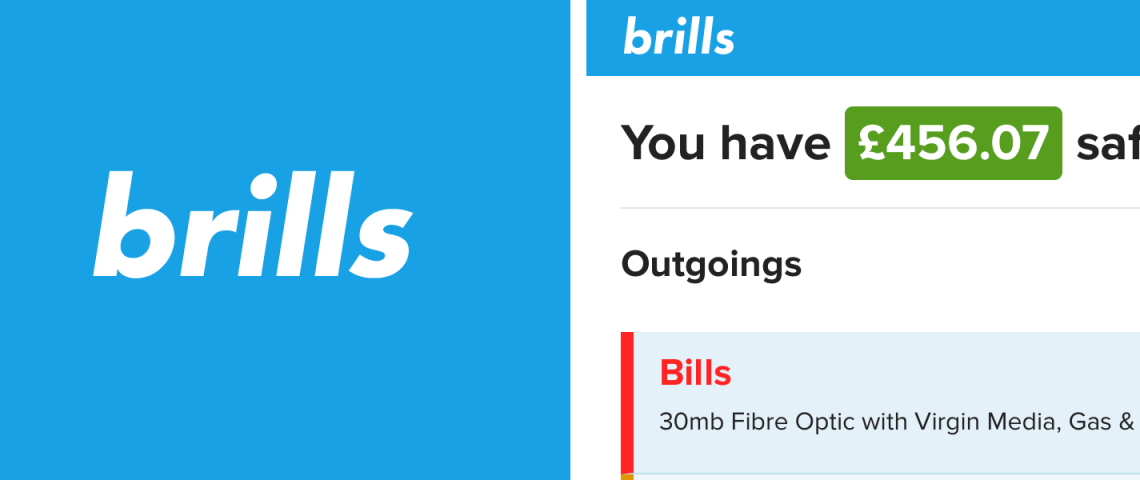 brills
brills
You have £456.07
Outgoings
Bills
30mb Fibre Optic with Virgin Media, Gas &